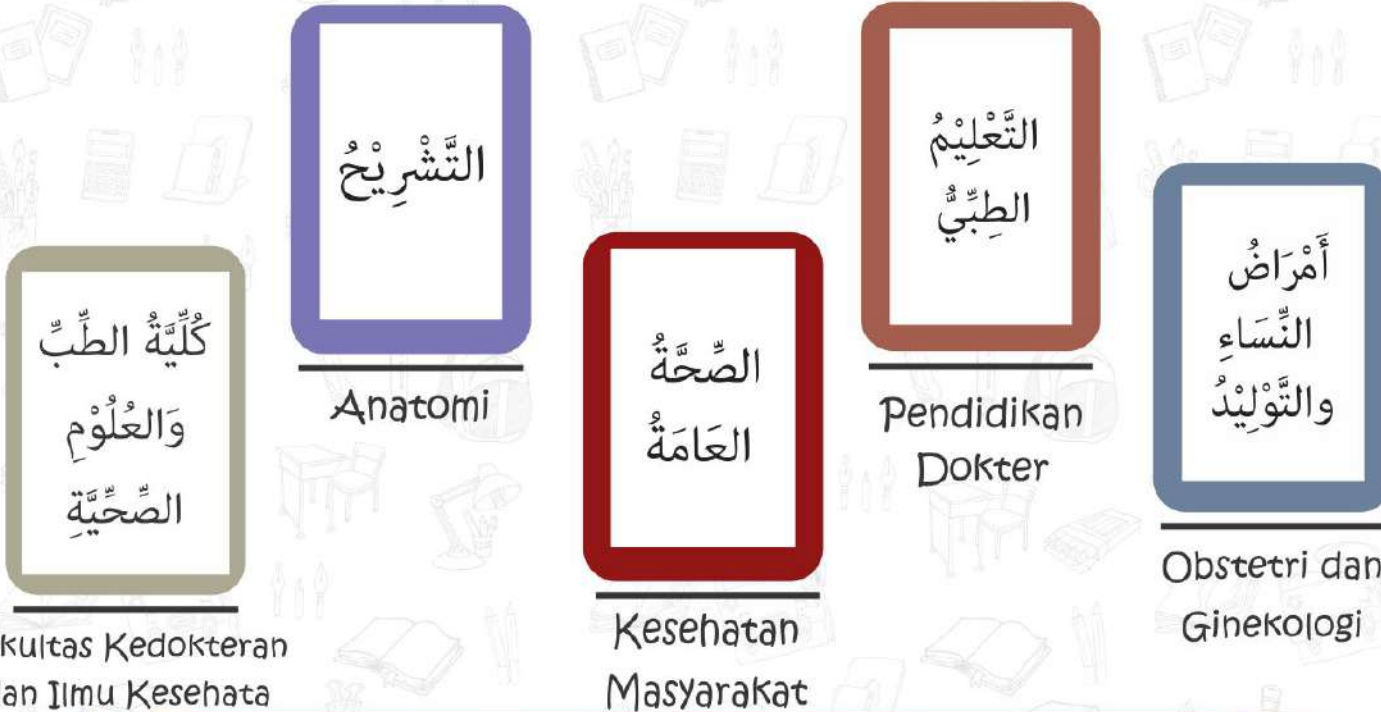 كُلِّيَّةُ الطِّبِّ
وَالعُلُوْمِ
الصِّحِّيَّةِ
kultas Kedokteran
an Ilmu Kesehata
التَّشْرِيْحُ
Anatomi
الصِّحَّةُ
العَامَةُ
Kesehatan
Masyarakat
التَّعْلِيْمُ
الطِبِّيُّ
Pendidikan
Dokter
أَمْرَاضُ
النِّسَاءِ
والتَّوْلِيْدُ
Obstetri dan
Ginekologi